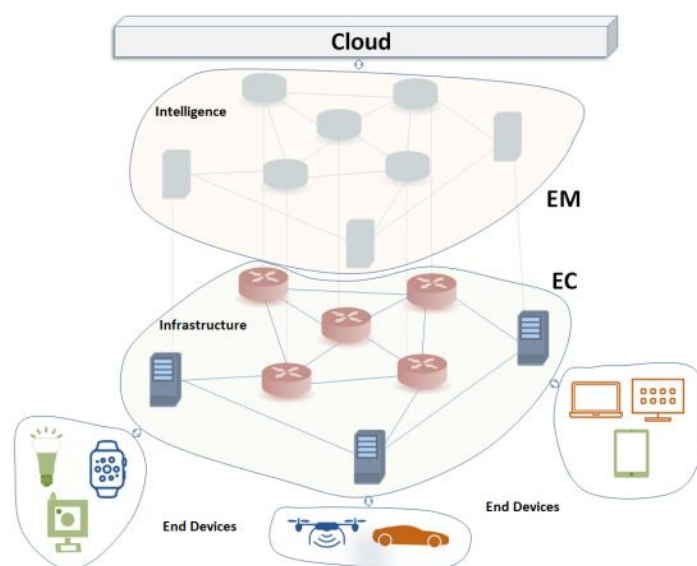 Cloud
Intelligence
EM
EC
Infrastructure
End Devices
End Devices